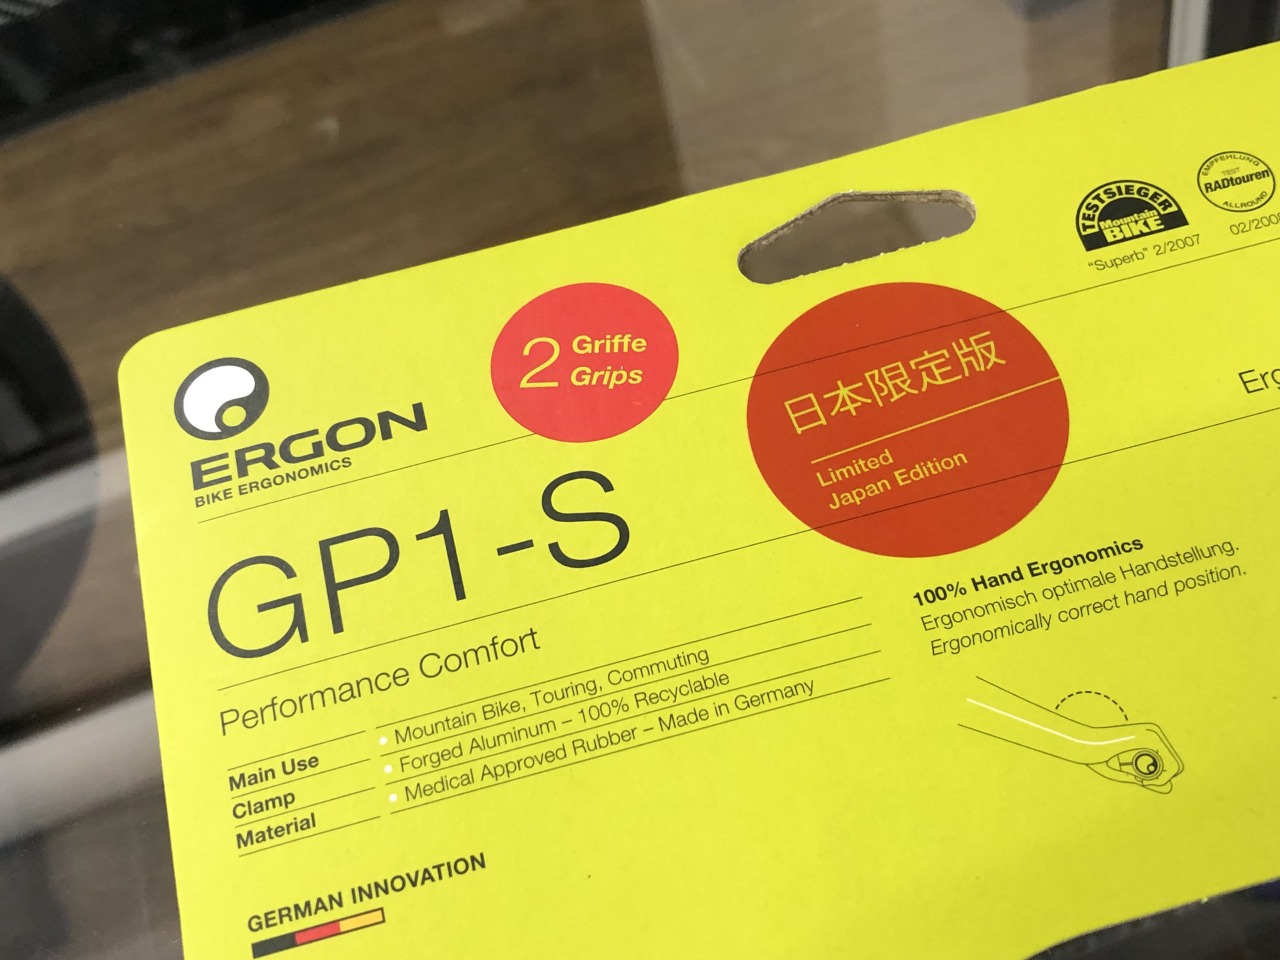 TESTSIEGER
Mountain
BIKE
"Superb" 2/2007
EMPFEHLUNG
TEST
RADtouren
ALLROUND
2 Griffe
Grips
日本限定版
Limited
Japan Edition
ERGON
BIKE ERGONOMICS
GP1-S
Performance Comfort
Main Use • Mountain Bike, Touring, Commuting
Clamp • Forged Aluminum – 100% Recyclable
Material • Medical Approved Rubber – Made in Germany
100% Hand Ergonomics
Ergonomisch optimale Handstellung.
Ergonomically correct hand position.
GERMAN INNOVATION